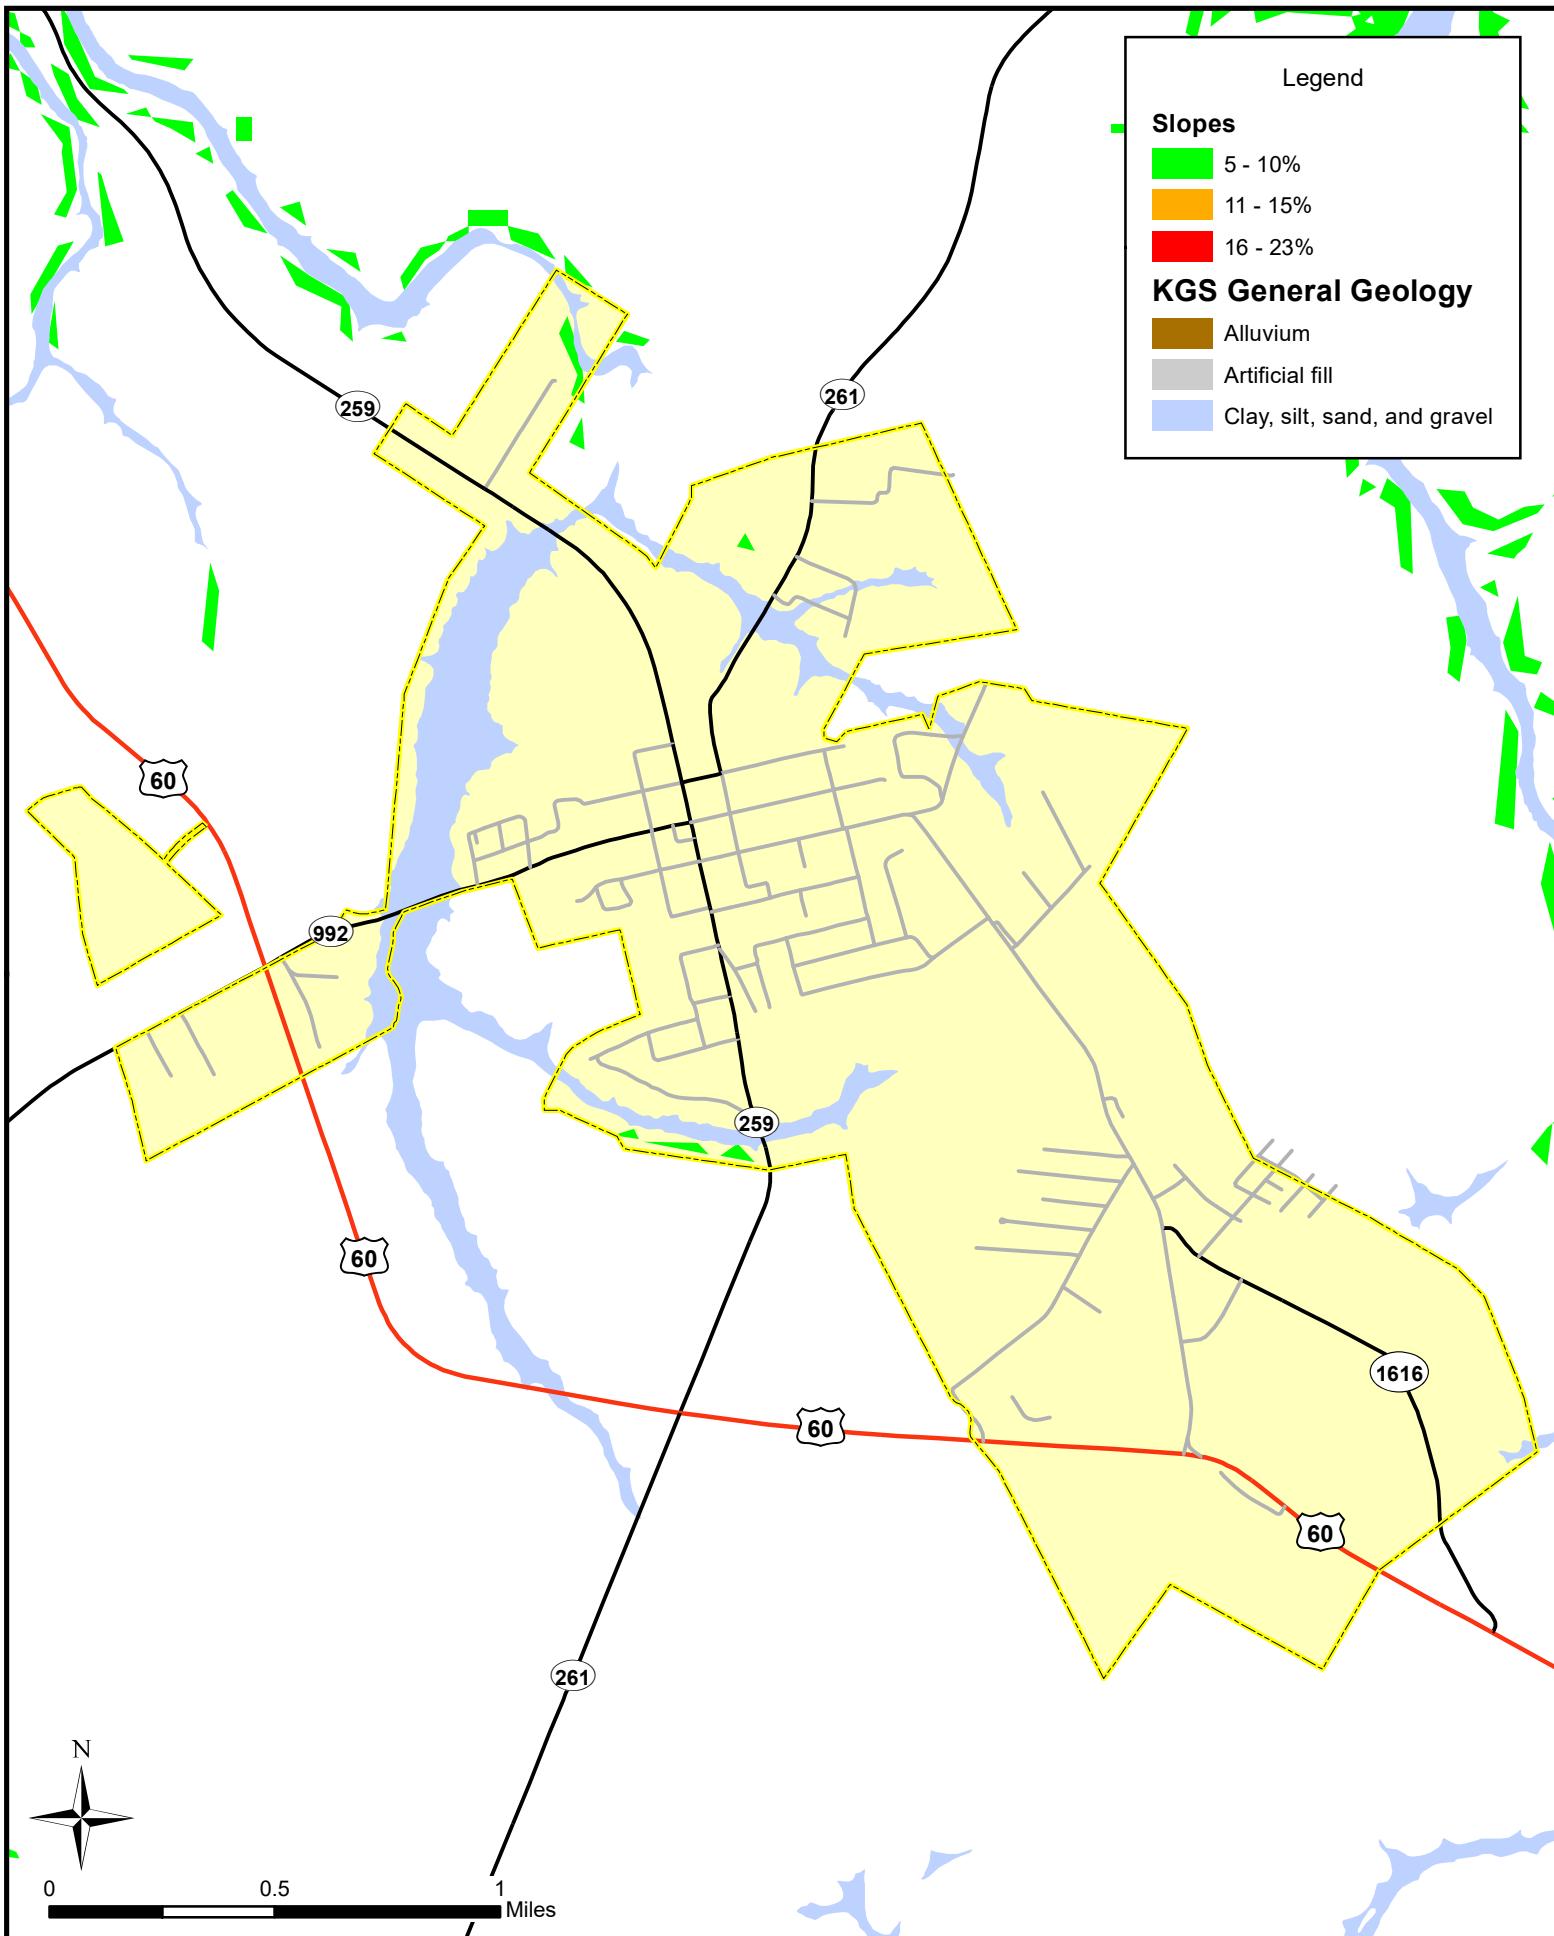 Legend
Slopes
5 - 10%
11 - 15%
16 - 23%
KGS General Geology
Alluvium
Artificial fill
Clay, silt, sand, and gravel
259
261
60
992
259
60
1616
60
60
261
N
0 0.5 1
Miles